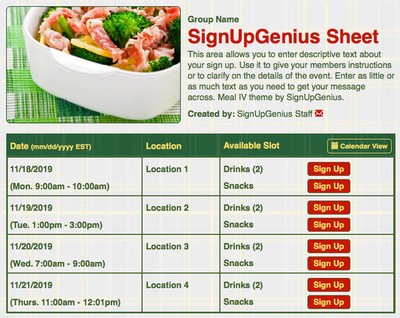 Group Name
SignUpGenius Sheet
This area allows you to enter descriptive text about
your sign up. Use it to give your members instructions
or to clarify on the details of the event. Enter as little or
as much text as you need to get your message
across. Meal IV theme by SignUpGenius.
Created by: SignUpGenius Staff
Date (mm/dd/yyyy EST) Location Available Slot Calendar View
11/18/2019 Location 1 Drinks (2) Sign Up
(Mon. 9:00am - 10:00am) Snacks Sign Up
11/19/2019 Location 2 Drinks (2) Sign Up
(Tue. 1:00pm - 3:00pm) Snacks Sign Up
11/20/2019 Location 3 Drinks (2) Sign Up
(Wed. 7:00am - 9:00am) Snacks Sign Up
11/21/2019 Location 4 Drinks (2) Sign Up
(Thurs. 11:00am - 12:01pm) Snacks Sign Up